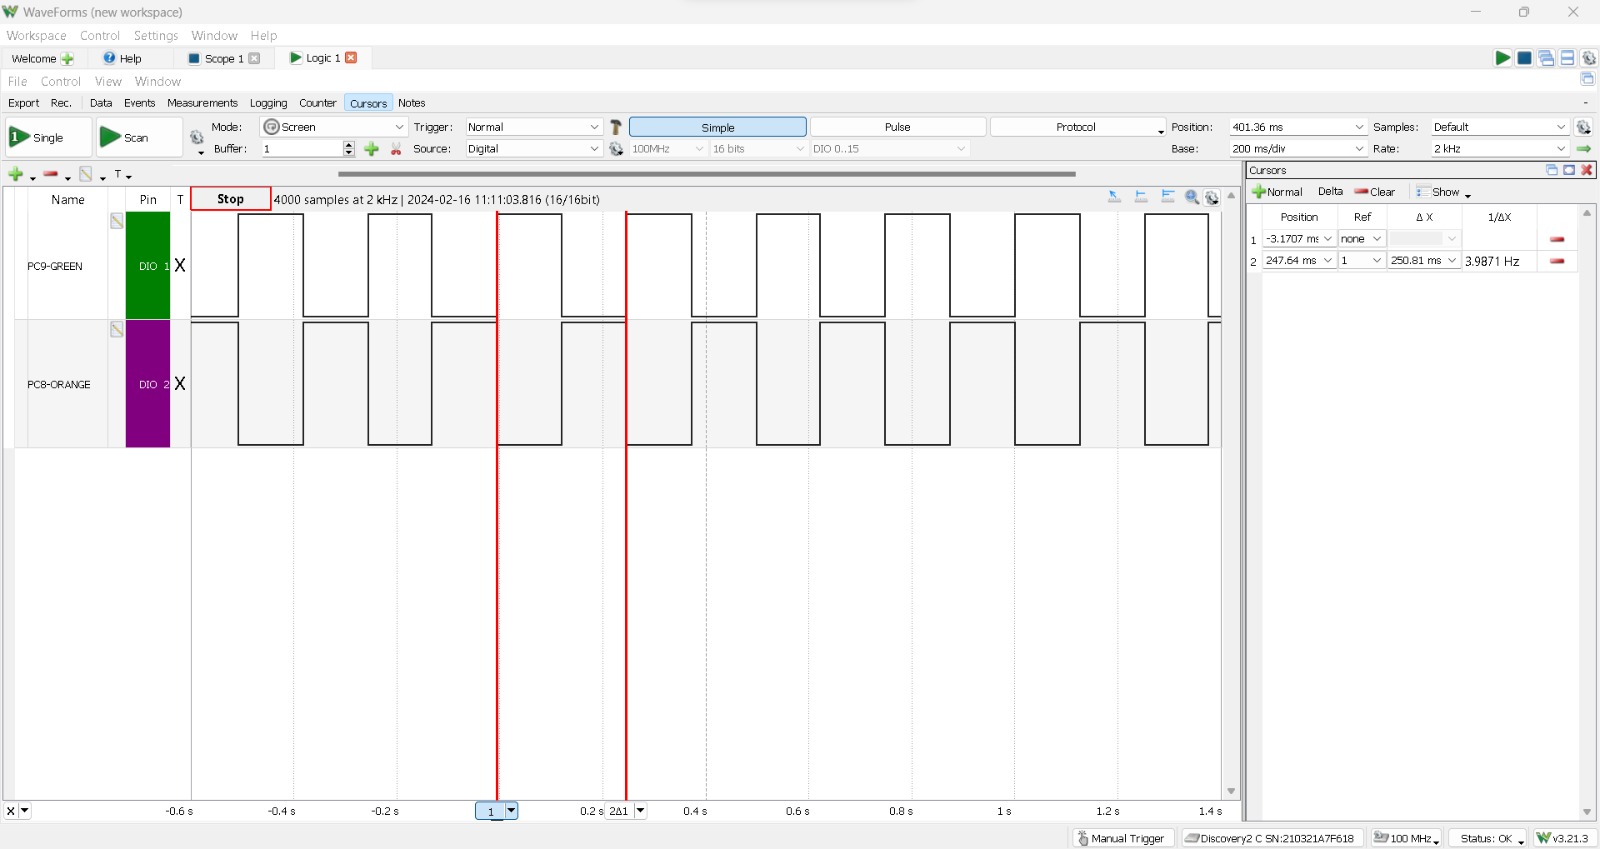 WaveForms (new workspace)
Workspace Control Settings Window Help
Welcome Help Scope 1 Logic 1
File Control View Window
Export Rec. Data Events Measurements Logging Counter Cursors Notes
Single Scan Mode: Screen Trigger: Normal Simple Pulse Protocol Position: 401.36 ms Samples: Default
Buffer: 1 Source: Digital 100MHz 16 bits DIO 0..15 Base: 200 ms/div Rate: 2 kHz
T
Name Pin T Stop 4000 samples at 2 kHz | 2024-02-16 11:11:03.816 (16/16bit)
PC9-GREEN DIO 1 X
PC8-ORANGE DIO 2 X
X -0.6 s -0.4 s -0.2 s 1 0.2 s 2Δ1 0.4 s 0.6 s 0.8 s 1 s 1.2 s 1.4 s
Cursors
Normal Delta Clear Show
Position Ref Δ X 1/ΔX
1 -3.1707 ms none
2 247.64 ms 1 250.81 ms 3.9871 Hz
Manual Trigger Discovery2 C SN:210321A7F618 100 MHz Status: OK v3.21.3